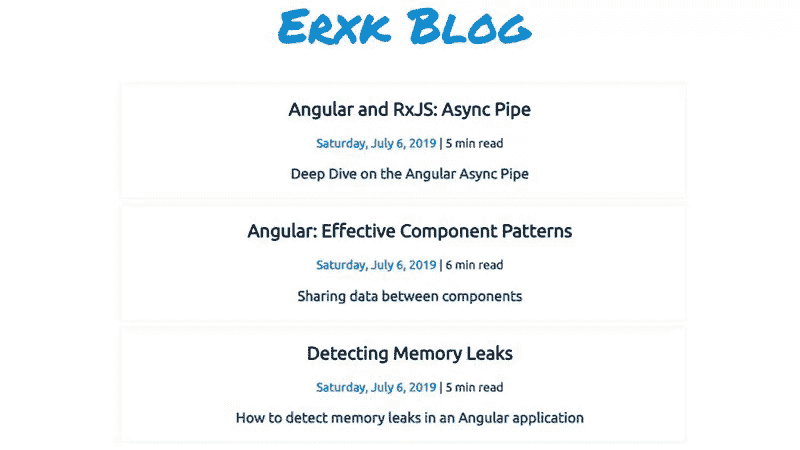 Erxk Blog
Angular and RxJS: Async Pipe
Saturday, July 6, 2019 | 5 min read
Deep Dive on the Angular Async Pipe
Angular: Effective Component Patterns
Saturday, July 6, 2019 | 6 min read
Sharing data between components
Detecting Memory Leaks
Saturday, July 6, 2019 | 5 min read
How to detect memory leaks in an Angular application